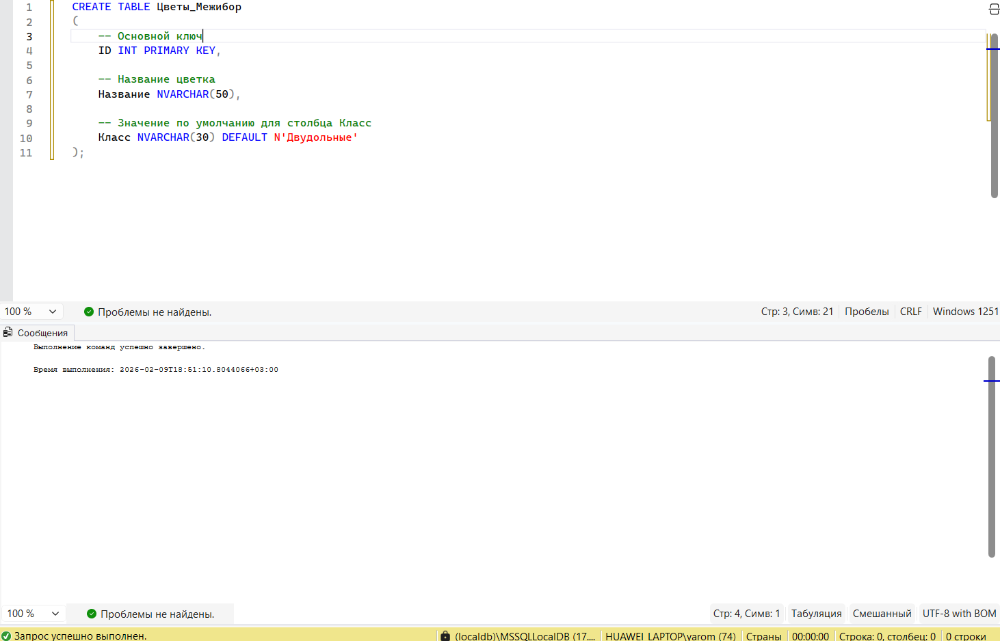 1 CREATE TABLE Цветы_Межибор
2 (
3 -- Основной ключ
4 ID INT PRIMARY KEY,
5
6 -- Название цветка
7 Название NVARCHAR(50),
8
9 -- Значение по умолчанию для столбца Класс
10 Класс NVARCHAR(30) DEFAULT N'Двудольные'
11 );
100 % Проблемы не найдены. Стр: 3, Симв: 21 Пробелы CRLF Windows 1251
Сообщения
Выполнение команд успешно завершено.
Время выполнения: 2026-02-09T18:51:10.8044066+03:00
100 % Проблемы не найдены. Стр: 4, Симв: 1 Табуляция Смешанный UTF-8 with BOM
Запрос успешно выполнен. (localdb)\MSSQLLocalDB (17.... HUAWEI_LAPTOP\yarom (74) Страны 00:00:00 Строка: 0, столбец: 0 0 строки